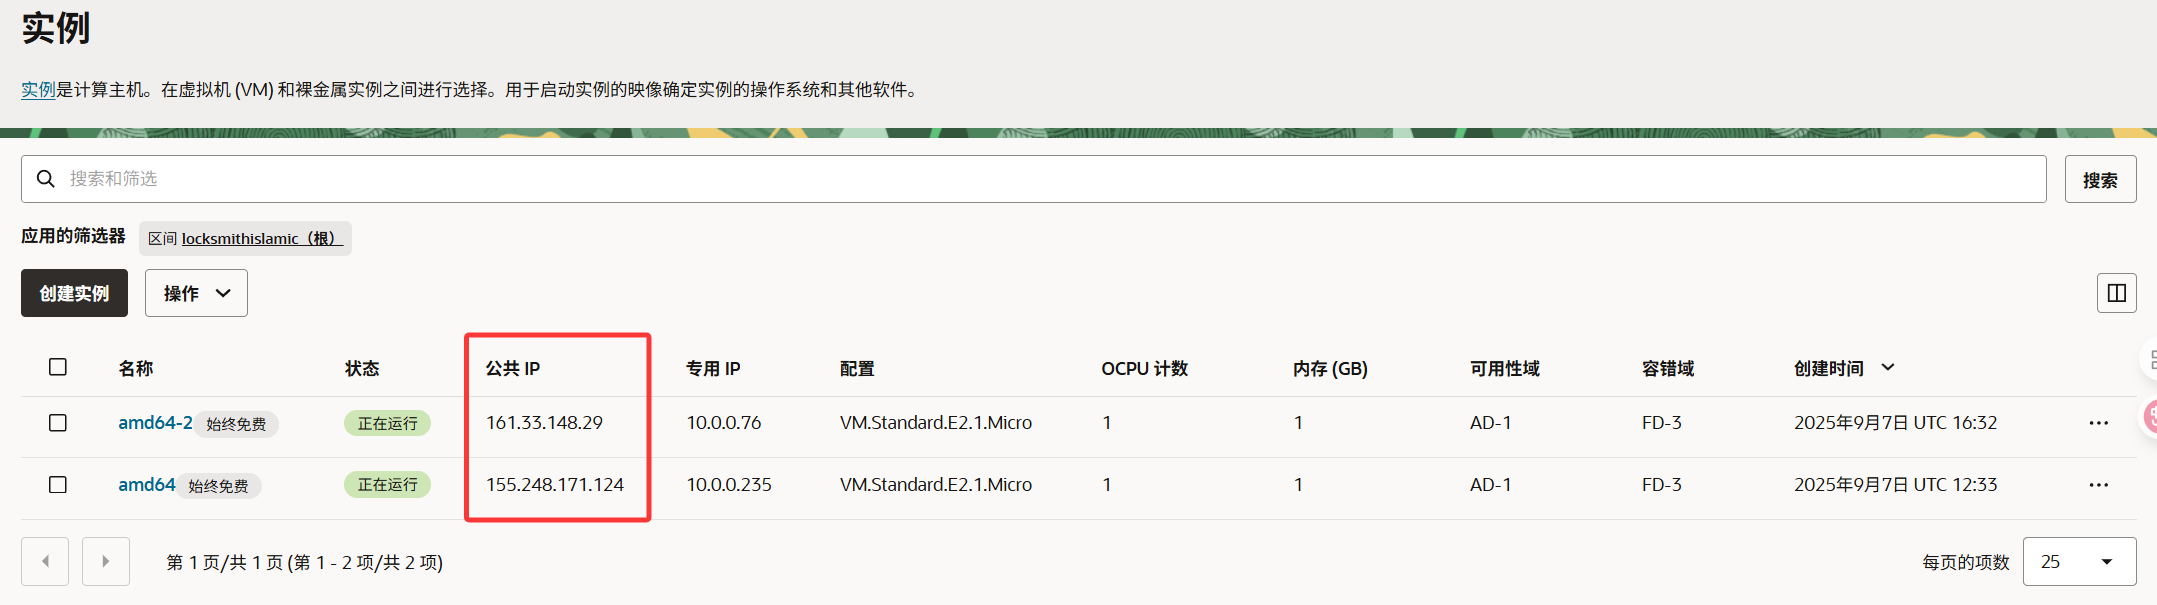 实例
实例是计算主机。在虚拟机 (VM) 和裸金属实例之间进行选择。用于启动实例的映像确定实例的操作系统和其他软件。
搜索和筛选
搜索
应用的筛选器 区间 locksmithislamic（根）
创建实例 操作
名称 状态 公共 IP 专用 IP 配置 OCPU 计数 内存 (GB) 可用性域 容错域 创建时间
amd64-2 始终免费 正在运行 161.33.148.29 10.0.0.76 VM.Standard.E2.1.Micro 1 1 AD-1 FD-3 2025年9月7日 UTC 16:32
amd64 始终免费 正在运行 155.248.171.124 10.0.0.235 VM.Standard.E2.1.Micro 1 1 AD-1 FD-3 2025年9月7日 UTC 12:33
第 1 页/共 1 页 (第 1 - 2 项/共 2 项) 每页的项数 25